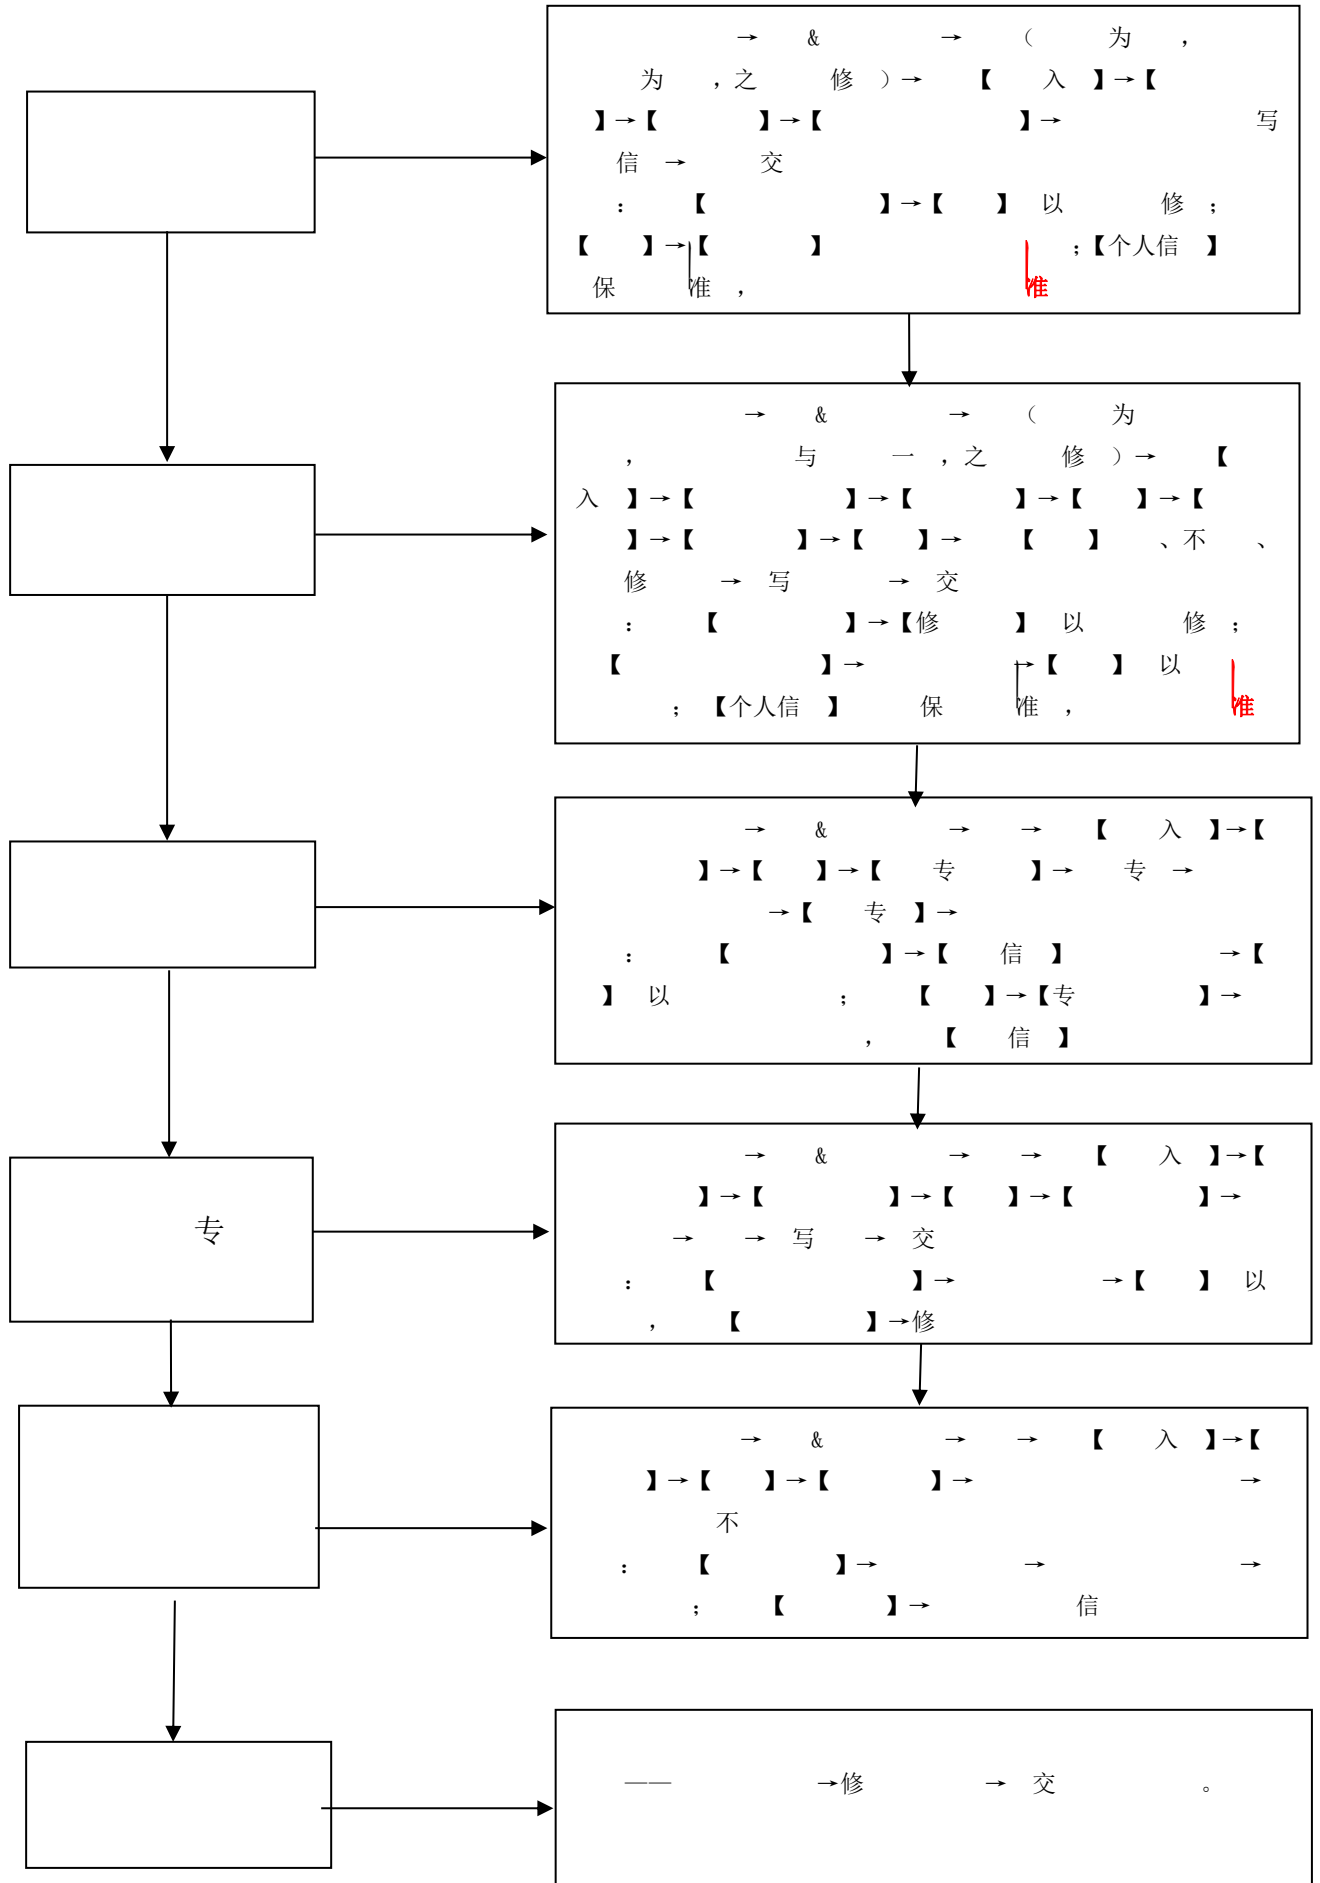 → & → （ 为 ，
为 ，之 修 ）→ 【 入 】→【
】→【 】→【 】→ 写
信 → 交
： 【 】→【 】 以 修 ；
【 】→【 】 ；【个人信 】
保 准 ， 准
→ & → （ 为
， 与 一 ，之 修 ）→ 【
入 】→【 】→【 】→【 】→【
】→【 】→【 】→ 【 】 、不 、
修 → 写 → 交
： 【 】→【修 】 以 修 ；
【 】→ →【 】 以
；【个人信 】 保 准 ， 准
→ & → → 【 入 】→【
】→【 】→【 专 】→ 专 →
→【 专 】→
： 【 】→【 信 】 →【
】 以 ； 【 】→【专 】→
， 【 信 】
专
→ & → → 【 入 】→【
】→【 】→【 】→【 】→
→ → 写 → 交
： 【 】→ →【 】 以
， 【 】→修
→ & → → 【 入 】→【
】→【 】→【 】→ →
不
： 【 】→ → →
； 【 】→ 信
—— →修 → 交 。